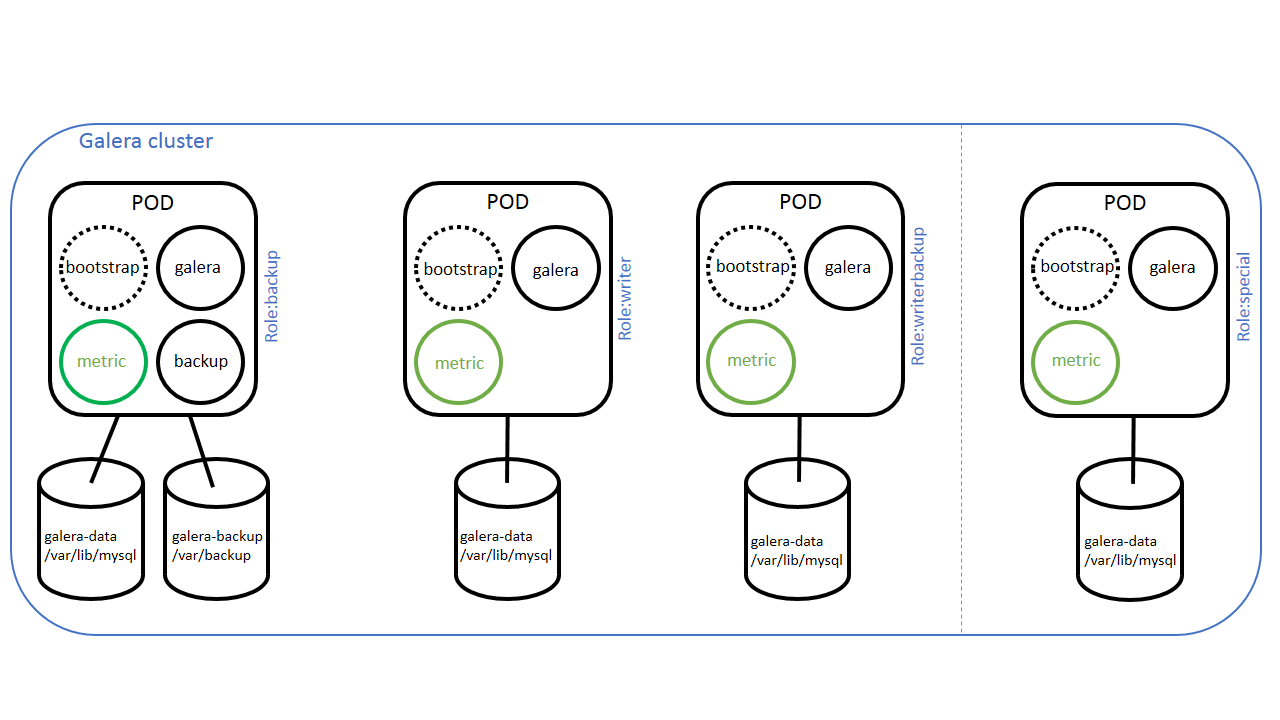 Galera cluster
POD
bootstrap
galera
metric
backup
Role:backup
galera-data
/var/lib/mysql
galera-backup
/var/backup
POD
bootstrap
galera
metric
Role:writer
galera-data
/var/lib/mysql
POD
bootstrap
galera
metric
Role:writerbackup
galera-data
/var/lib/mysql
POD
bootstrap
galera
metric
Role:special
galera-data
/var/lib/mysql